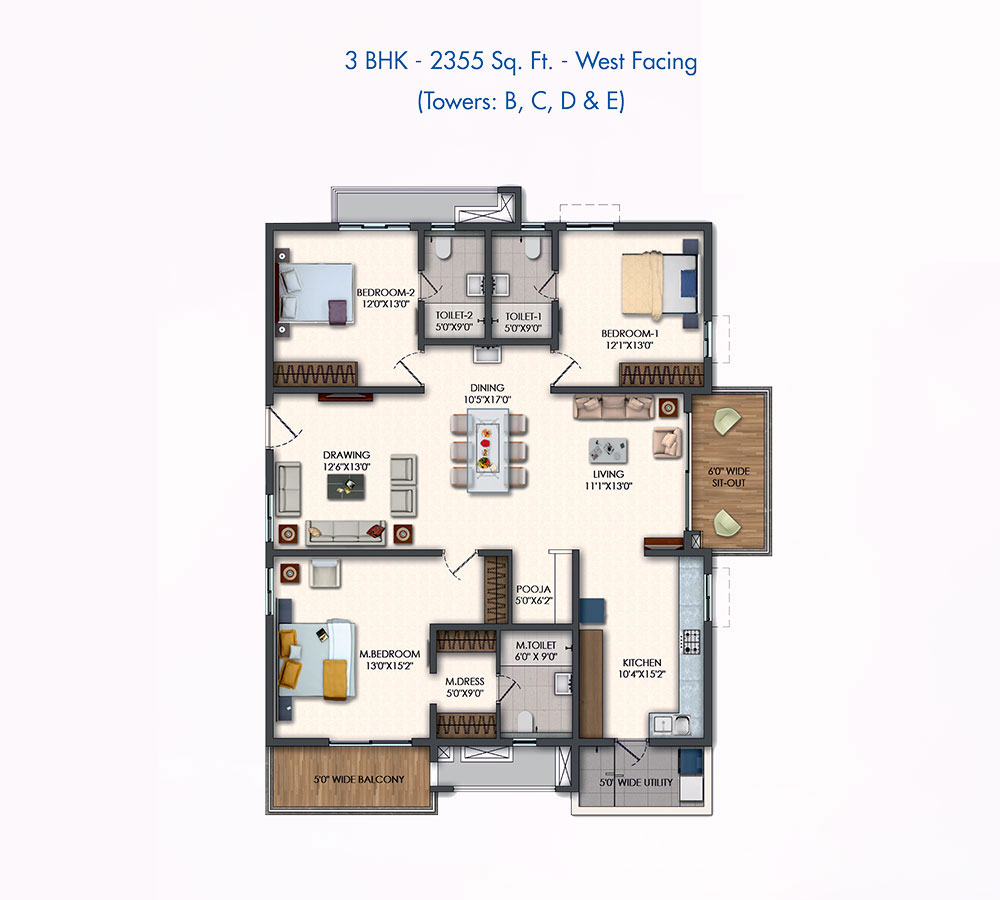 3 BHK - 2355 Sq. Ft. - West Facing
(Towers: B, C, D & E)
BEDROOM-2
12'0"X13'0"
TOILET-2
5'0"X9'0"
TOILET-1
5'0"X9'0"
BEDROOM-1
12'1"X13'0"
DINING
10'5"X17'0"
DRAWING
12'6"X13'0"
LIVING
11'1"X13'0"
6'0" WIDE
SIT-OUT
POOJA
5'0"X6'2"
M.BEDROOM
13'0"X15'2"
M.DRESS
5'0"X9'0"
M.TOILET
6'0" X 9'0"
KITCHEN
10'4"X15'2"
5'0" WIDE BALCONY
5'0" WIDE UTILITY